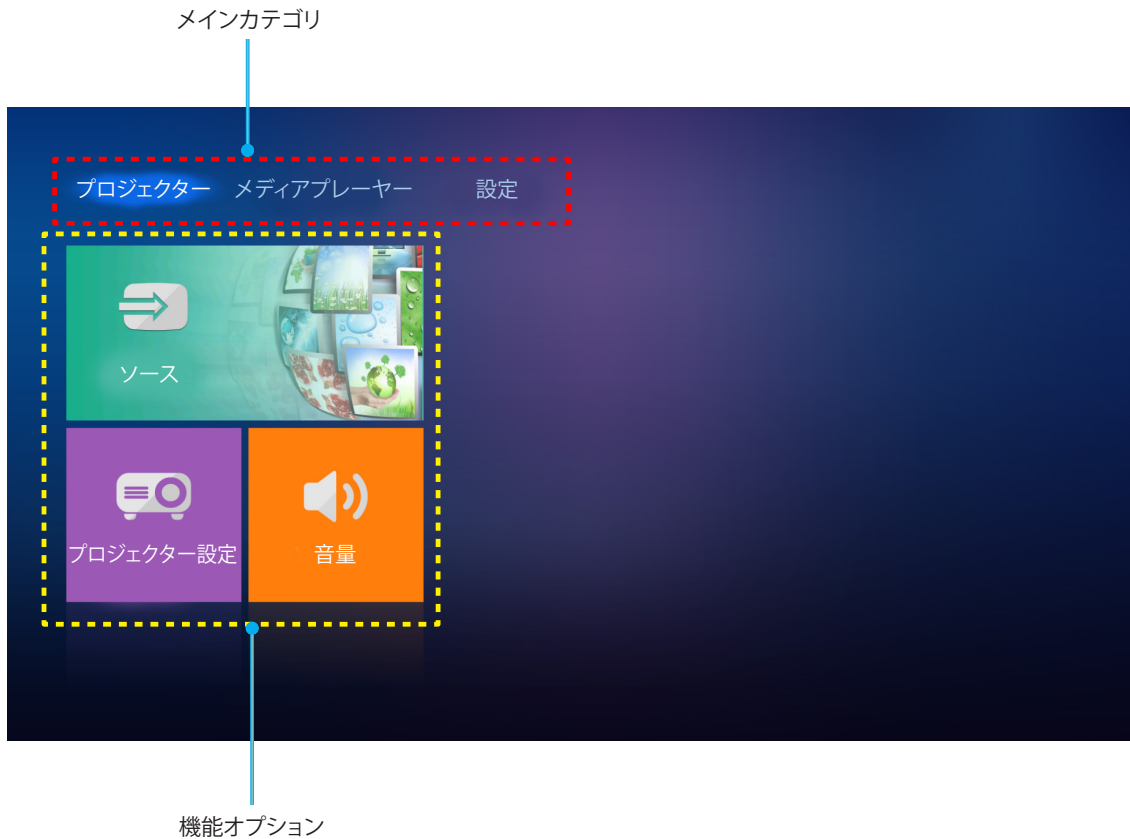 メインカテゴリ
プロジェクター メディアプレーヤー 設定
ソース
プロジェクター設定 音量
機能オプション